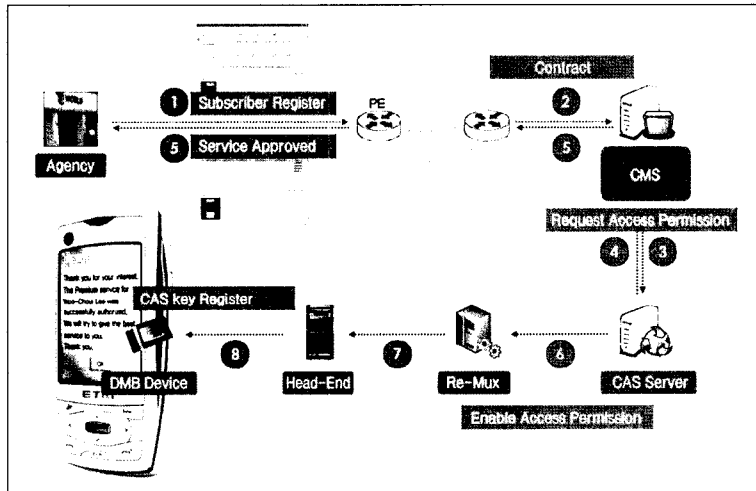 Contract
1
Subscriber Register
PE
2
5
Service Approved
5
Agency
CMS
Request Access Permission
4
3
Thank you for your interest.
The Premium service for
Lee was
successfully authorized.
We will try to give the best
service to you.
Thank you.
CAS key Register
8
7
6
DMB Device
Head-End
Re-Mux
CAS Server
ETRI
Enable Access Permission